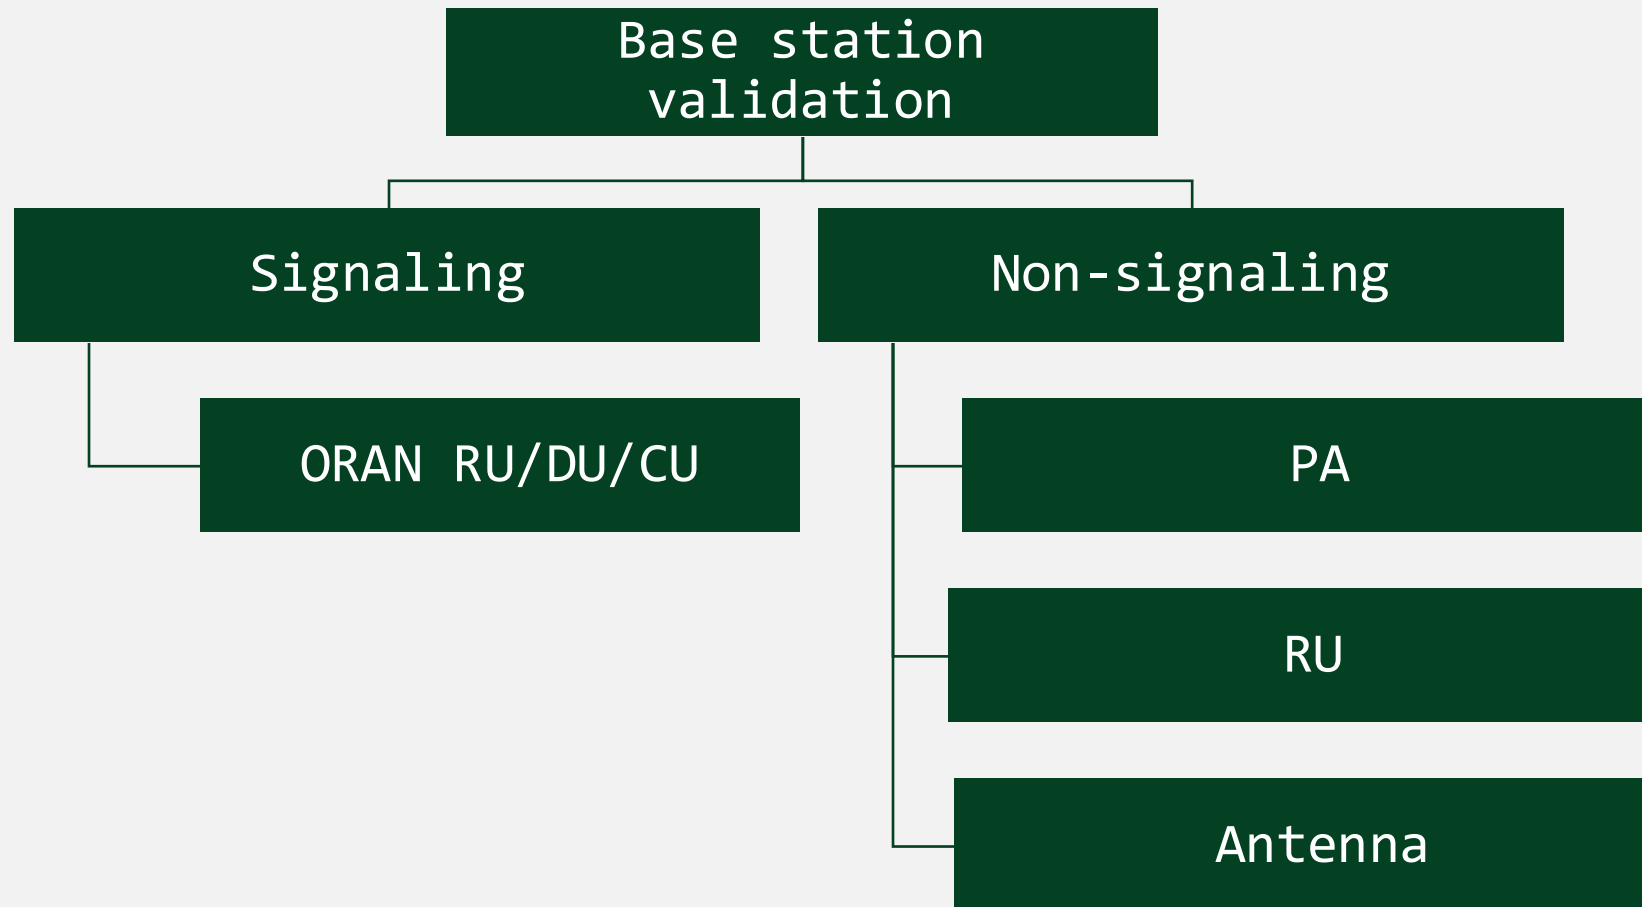 Base station
validation
Signaling
Non-signaling
ORAN RU/DU/CU
PA
RU
Antenna